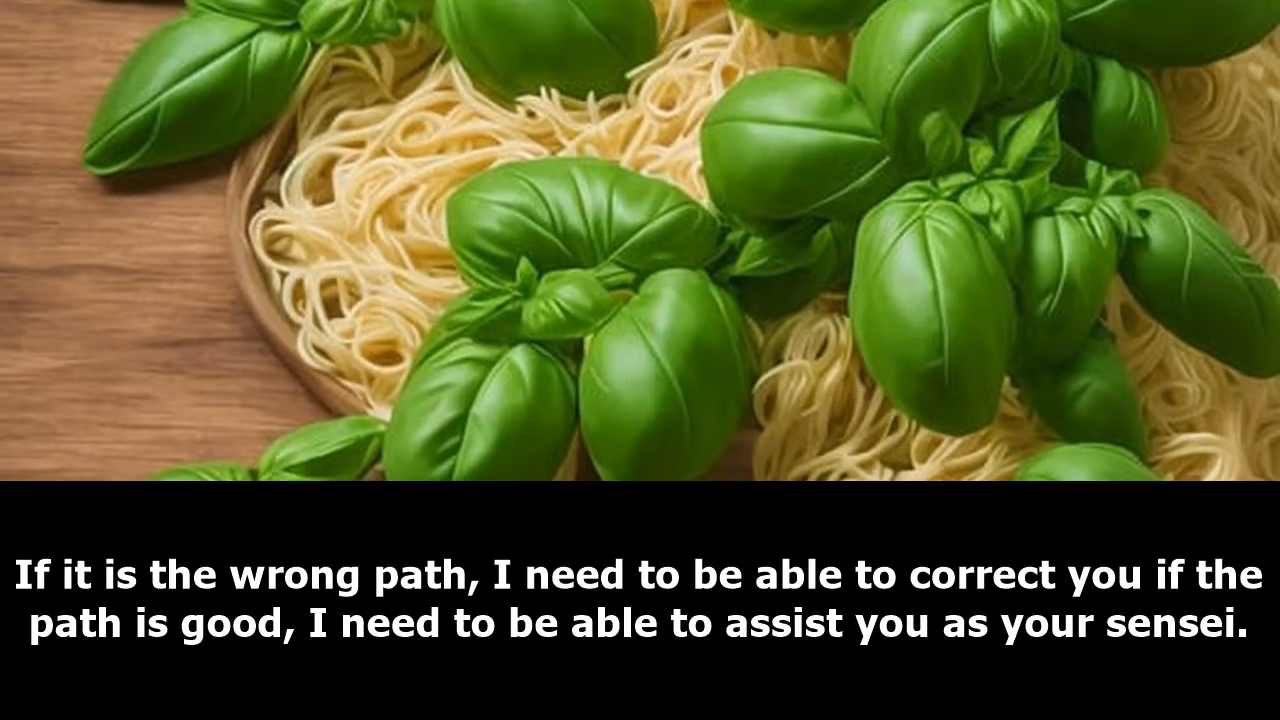 If it is the wrong path, I need to be able to correct you if the
path is good, I need to be able to assist you as your sensei.